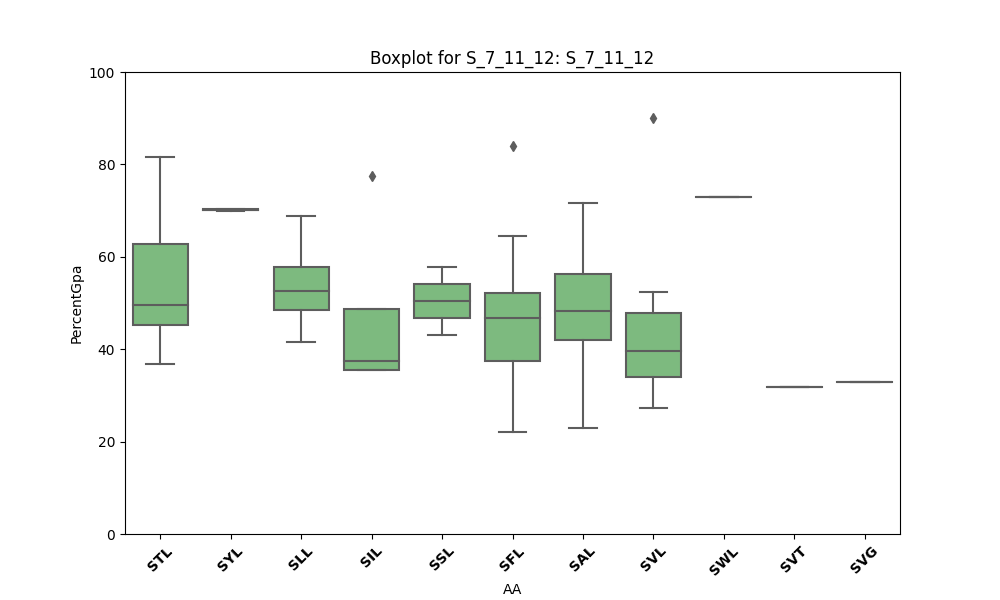 Boxplot for S_7_11_12: S_7_11_12
100
80
60
40
20
0
PercentGpa
STL SYL SLL SIL SSL SFL SAL SVL SWL SVT SVG
AA